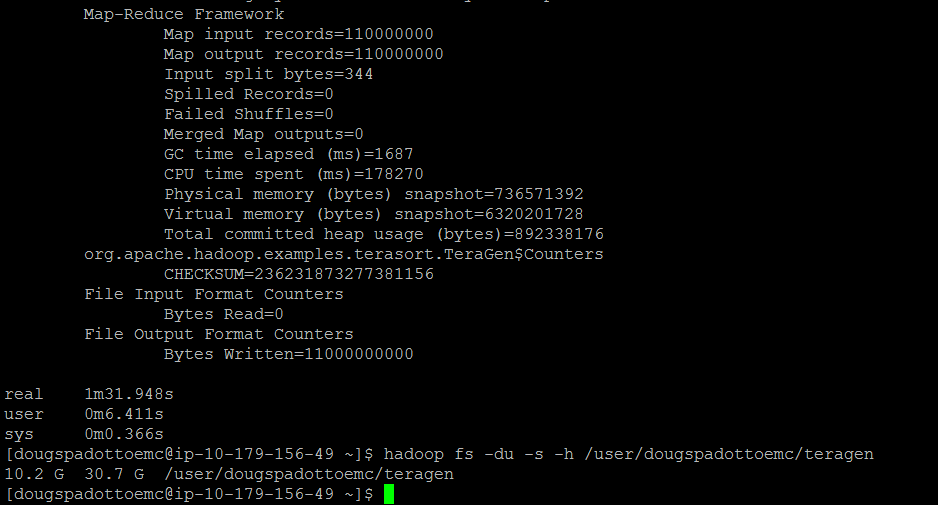 Map-Reduce Framework
Map input records=110000000
Map output records=110000000
Input split bytes=344
Spilled Records=0
Failed Shuffles=0
Merged Map outputs=0
GC time elapsed (ms)=1687
CPU time spent (ms)=178270
Physical memory (bytes) snapshot=736571392
Virtual memory (bytes) snapshot=6320201728
Total committed heap usage (bytes)=892338176
org.apache.hadoop.examples.terasort.TeraGen$Counters
CHECKSUM=236231873277381156
File Input Format Counters
Bytes Read=0
File Output Format Counters
Bytes Written=11000000000
real 1m31.948s
user 0m6.411s
sys 0m0.366s
[dougspadottoemc@ip-10-179-156-49 ~]$ hadoop fs -du -s -h /user/dougspadottoemc/teragen
10.2 G 30.7 G /user/dougspadottoemc/teragen
[dougspadottoemc@ip-10-179-156-49 ~]$